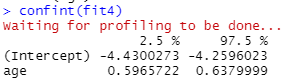 > confint(fit4)
Waiting for profiling to be done...
2.5 % 97.5 %
(Intercept) -4.4300273 -4.2596023
age 0.5965722 0.6379999